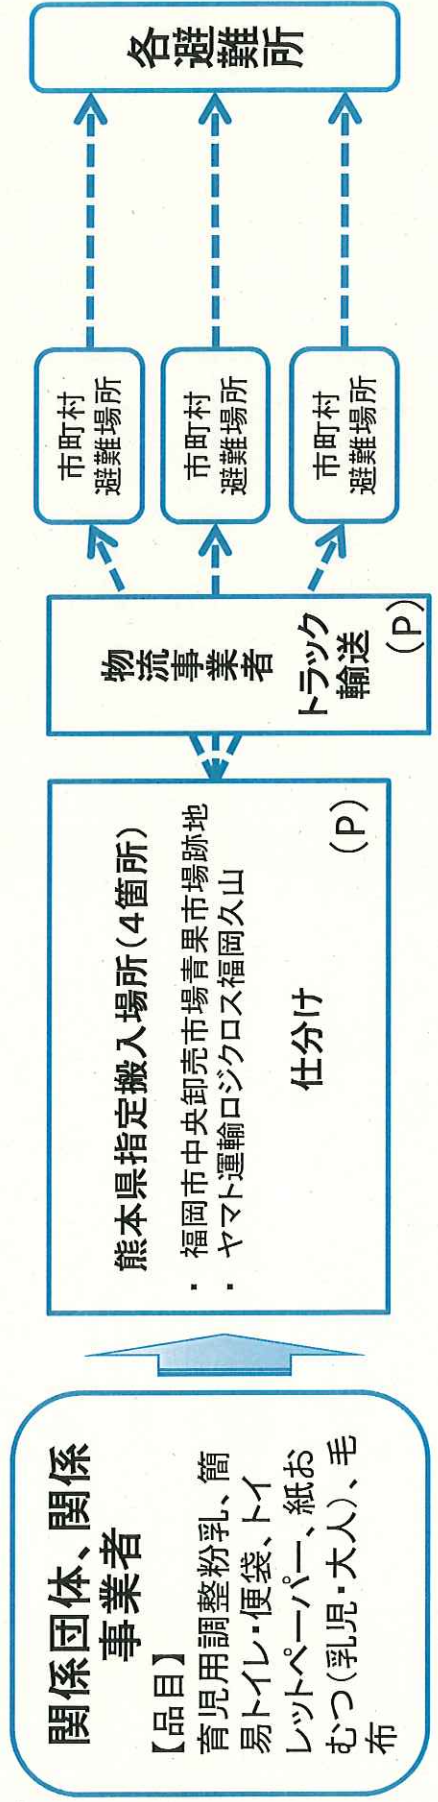 関係団体、関係
事業者
【品目】
育児用調整粉乳、簡
易トイレ・便袋、トイ
レットペーパー、紙お
むつ(乳児・大人)、毛
布
熊本県指定搬入場所(4箇所)
・ 福岡市中央卸売市場青果市場跡地
・ ヤマト運輸ロジクロス福岡久山
仕分け
(P)
物流事業者
トラック
輸送
(P)
市町村
避難場所
市町村
避難場所
市町村
避難場所
各避難所